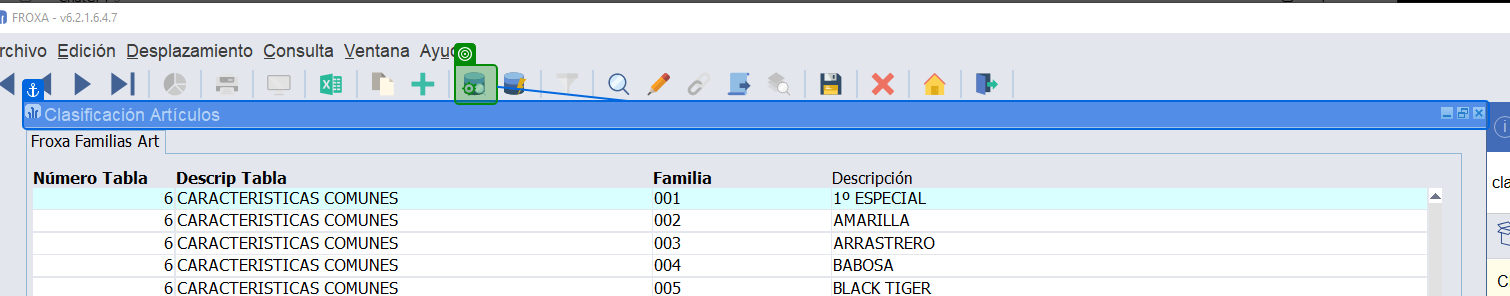 FROXA - v6.2.1.6.4.7
rchivo Edición Desplazamiento Consulta Ventana Ayu
Clasificación Artículos
Froxa Familias Art
Número Tabla Descrip Tabla Familia Descripción
6 CARACTERISTICAS COMUNES 001 1º ESPECIAL
6 CARACTERISTICAS COMUNES 002 AMARILLA
6 CARACTERISTICAS COMUNES 003 ARRASTRERO
6 CARACTERISTICAS COMUNES 004 BABOSA
6 CARACTERISTICAS COMUNES 005 BLACK TIGER
cla
C